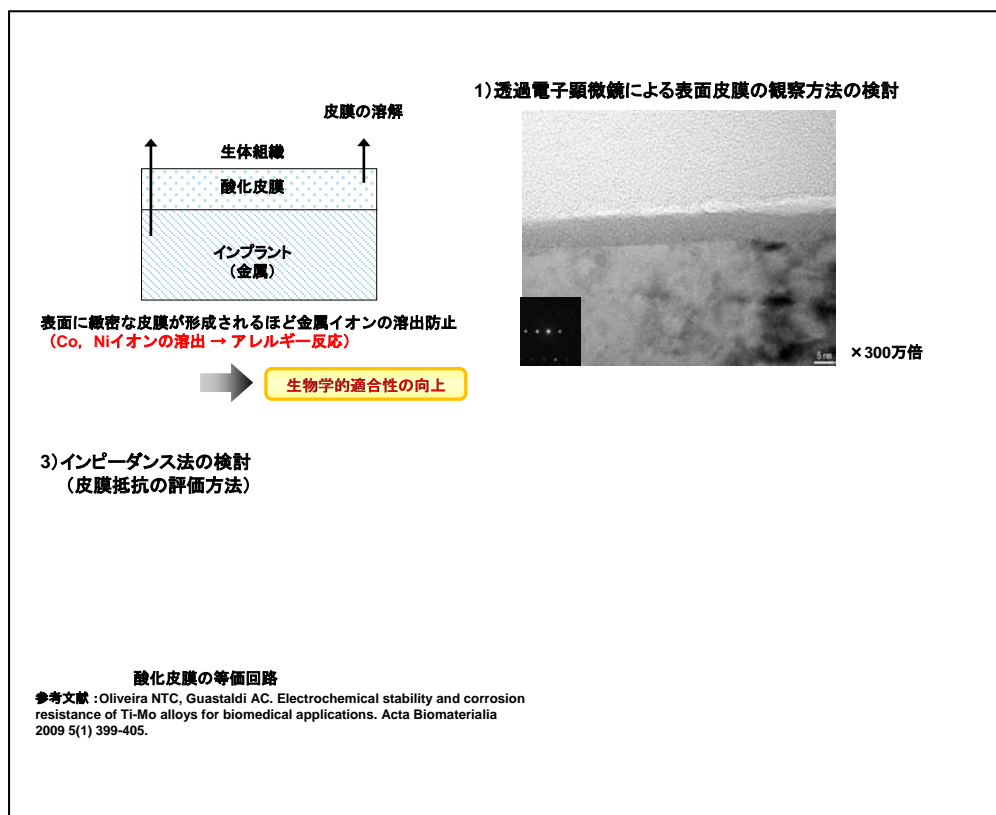 皮膜の溶解
生体組織
酸化皮膜
インプラント
（金属）
表面に緻密な皮膜が形成されるほど金属イオンの溶出防止
（Co，Niイオンの溶出 → アレルギー反応）
生物学的適合性の向上
1）透過電子顕微鏡による表面皮膜の観察方法の検討
5 nm
×300万倍
3）インピーダンス法の検討
（皮膜抵抗の評価方法）
酸化皮膜の等価回路
参考文献：Oliveira NTC, Guastaldi AC. Electrochemical stability and corrosion
resistance of Ti-Mo alloys for biomedical applications. Acta Biomaterialia
2009 5(1) 399-405.